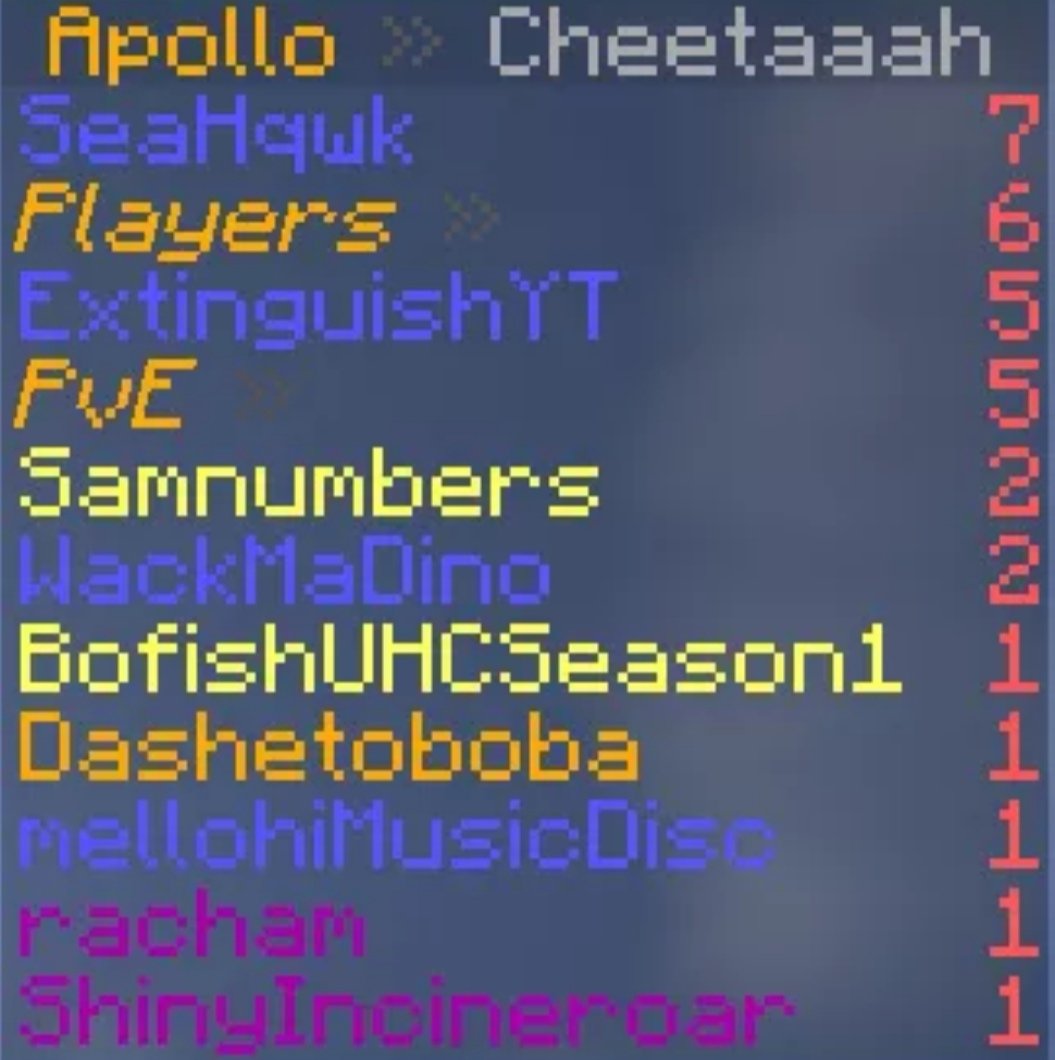 Apollo » Cheetaaah
SeaHqwk 7
Players » 6
ExtinguishYT 5
PvE » 5
Samnumbers 2
WackMaDino 2
BofishUHCSeason1 1
Dashetoboba 1
mellohiMusicDisc 1
racham 1
ShinyIncineroar 1